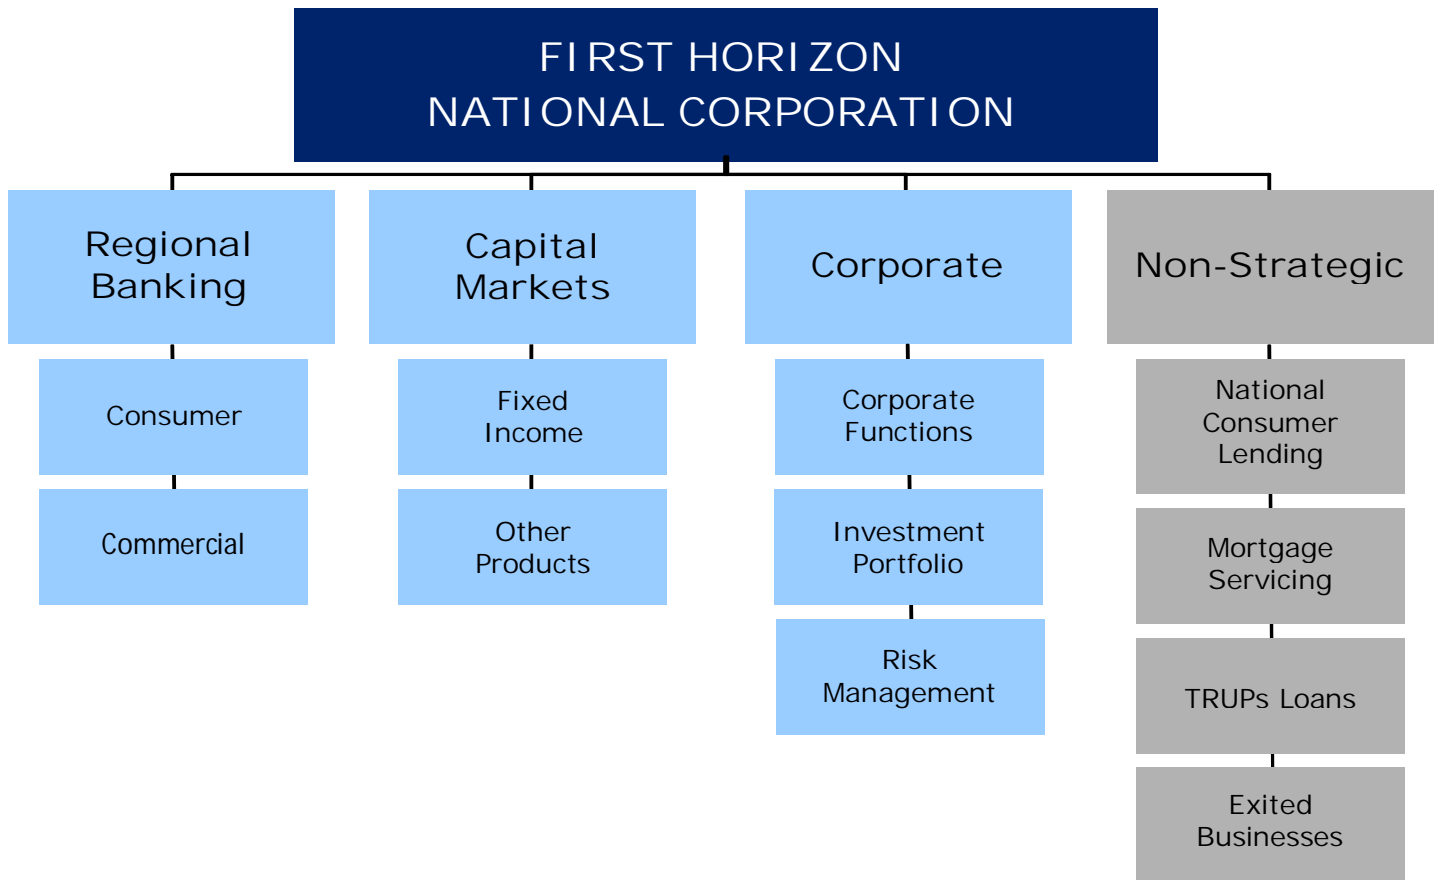 FIRST HORIZON
NATIONAL CORPORATION
Regional
Banking
Consumer
Commercial
Capital
Markets
Fixed
Income
Other
Products
Corporate
Corporate
Functions
Investment
Portfolio
Risk
Management
Non-Strategic
National
Consumer
Lending
Mortgage
Servicing
TRUPs Loans
Exited
Businesses